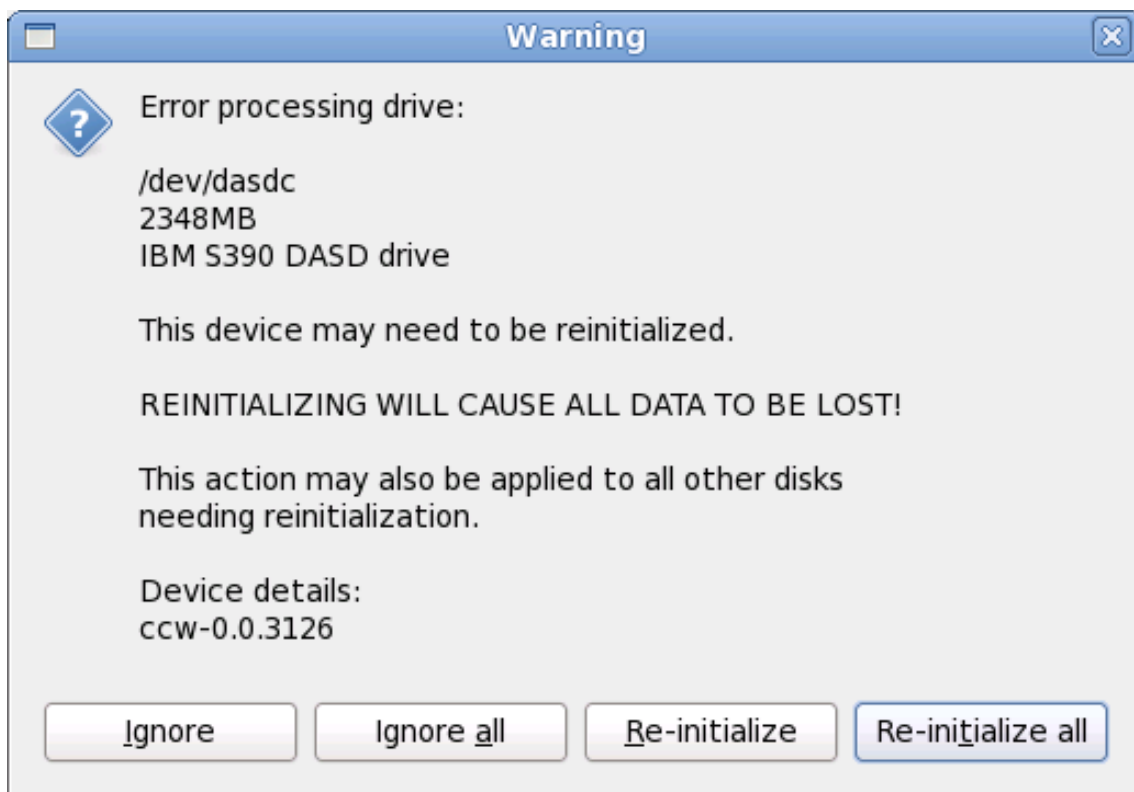 Warning
Error processing drive:
/dev/dasdc
2348MB
IBM S390 DASD drive
This device may need to be reinitialized.
REINITIALIZING WILL CAUSE ALL DATA TO BE LOST!
This action may also be applied to all other disks
needing reinitialization.
Device details:
ccw-0.0.3126
Ignore
Ignore all
Re-initialize
Re-initialize all